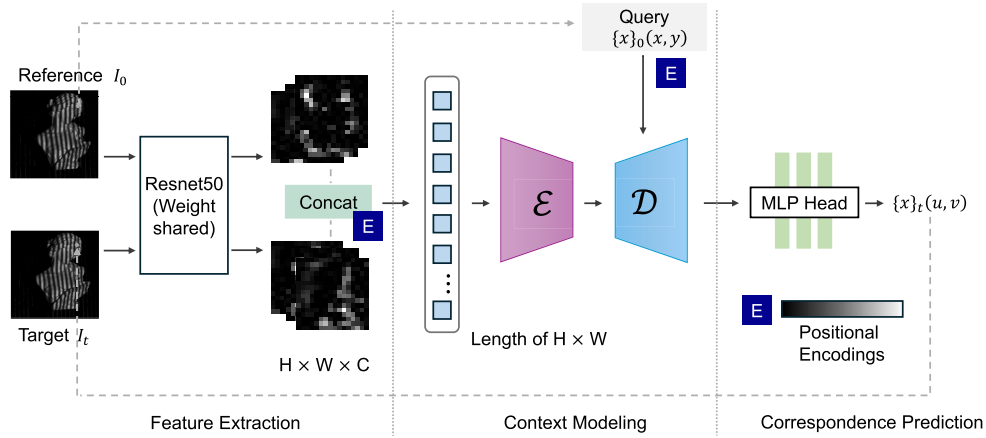 Query
{x}₀(x, y)
E
Reference I₀
Resnet50
(Weight
shared)
Concat
E
ℰ
𝒟
MLP Head
{x}ₜ(u, v)
Target Iₜ
H × W × C
Length of H × W
E
Positional
Encodings
Feature Extraction
Context Modeling
Correspondence Prediction